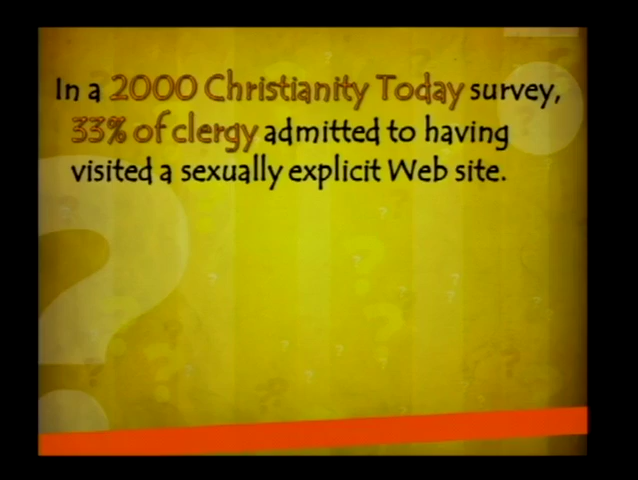 In a 2000 Christianity Today survey,
33% of clergy admitted to having
visited a sexually explicit Web site.